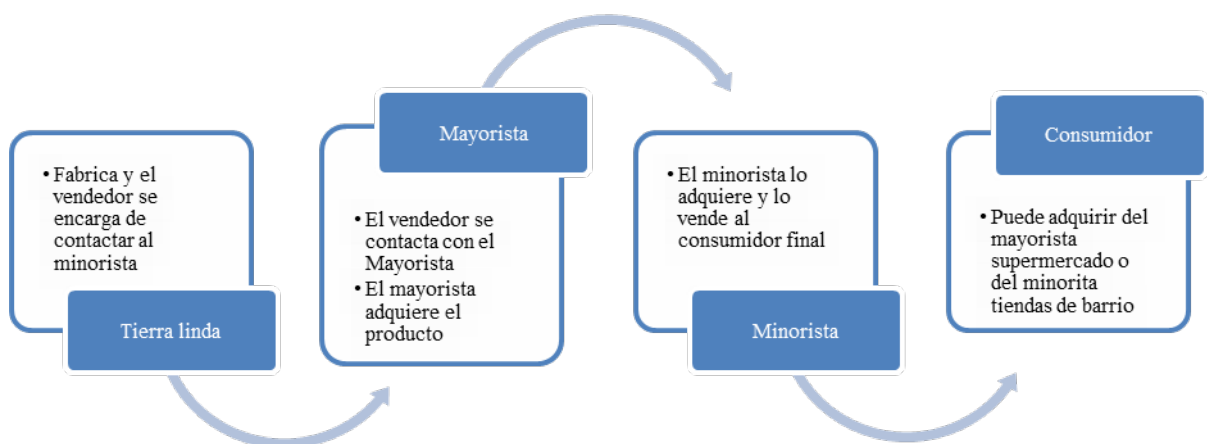 • Fabrica y el
vendedor se
encarga de
contactar al
minorista
Tierra linda
Mayorista
• El vendedor se
contacta con el
Mayorista
• El mayorista
adquiere el
producto
• El minorista lo
adquiere y lo
vende al
consumidor final
Minorista
Consumidor
• Puede adquirir del
mayorista
supermercado o
del minorita
tiendas de barrio